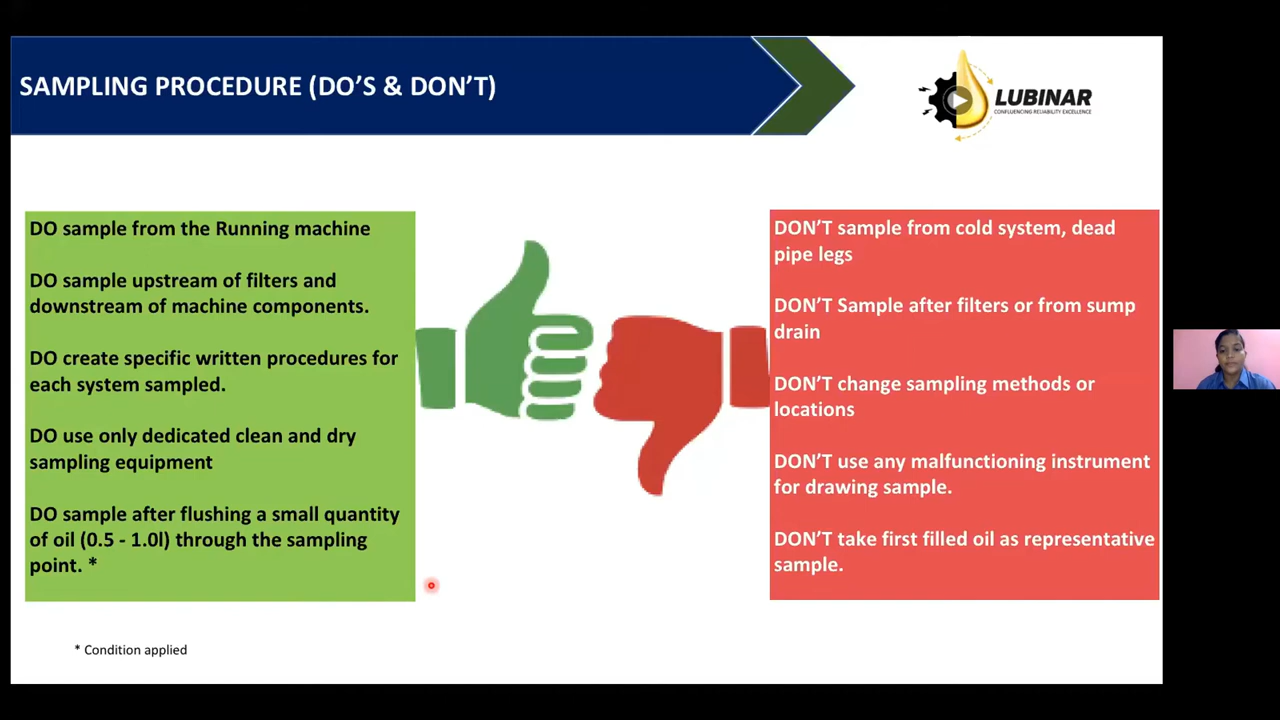 SAMPLING PROCEDURE (DO'S & DON'T)
LUBINAR
CONFLUENCING RELIABILITY EXCELLENCE
DO sample from the Running machine
DO sample upstream of filters and
downstream of machine components.
DO create specific written procedures for
each system sampled.
DO use only dedicated clean and dry
sampling equipment
DO sample after flushing a small quantity
of oil (0.5 - 1.0l) through the sampling
point. *
DON'T sample from cold system, dead
pipe legs
DON'T Sample after filters or from sump
drain
DON'T change sampling methods or
locations
DON'T use any malfunctioning instrument
for drawing sample.
DON'T take first filled oil as representative
sample.
* Condition applied